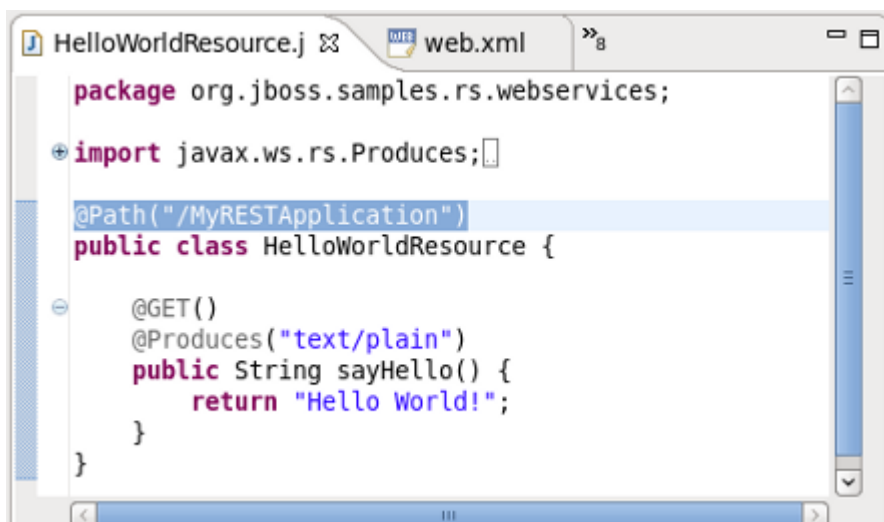 HelloWorldResource.j web.xml »8
package org.jboss.samples.rs.webservices;
import javax.ws.rs.Produces;
@Path("/MyRESTApplication")
public class HelloWorldResource {
@GET()
@Produces("text/plain")
public String sayHello() {
return "Hello World!";
}
}